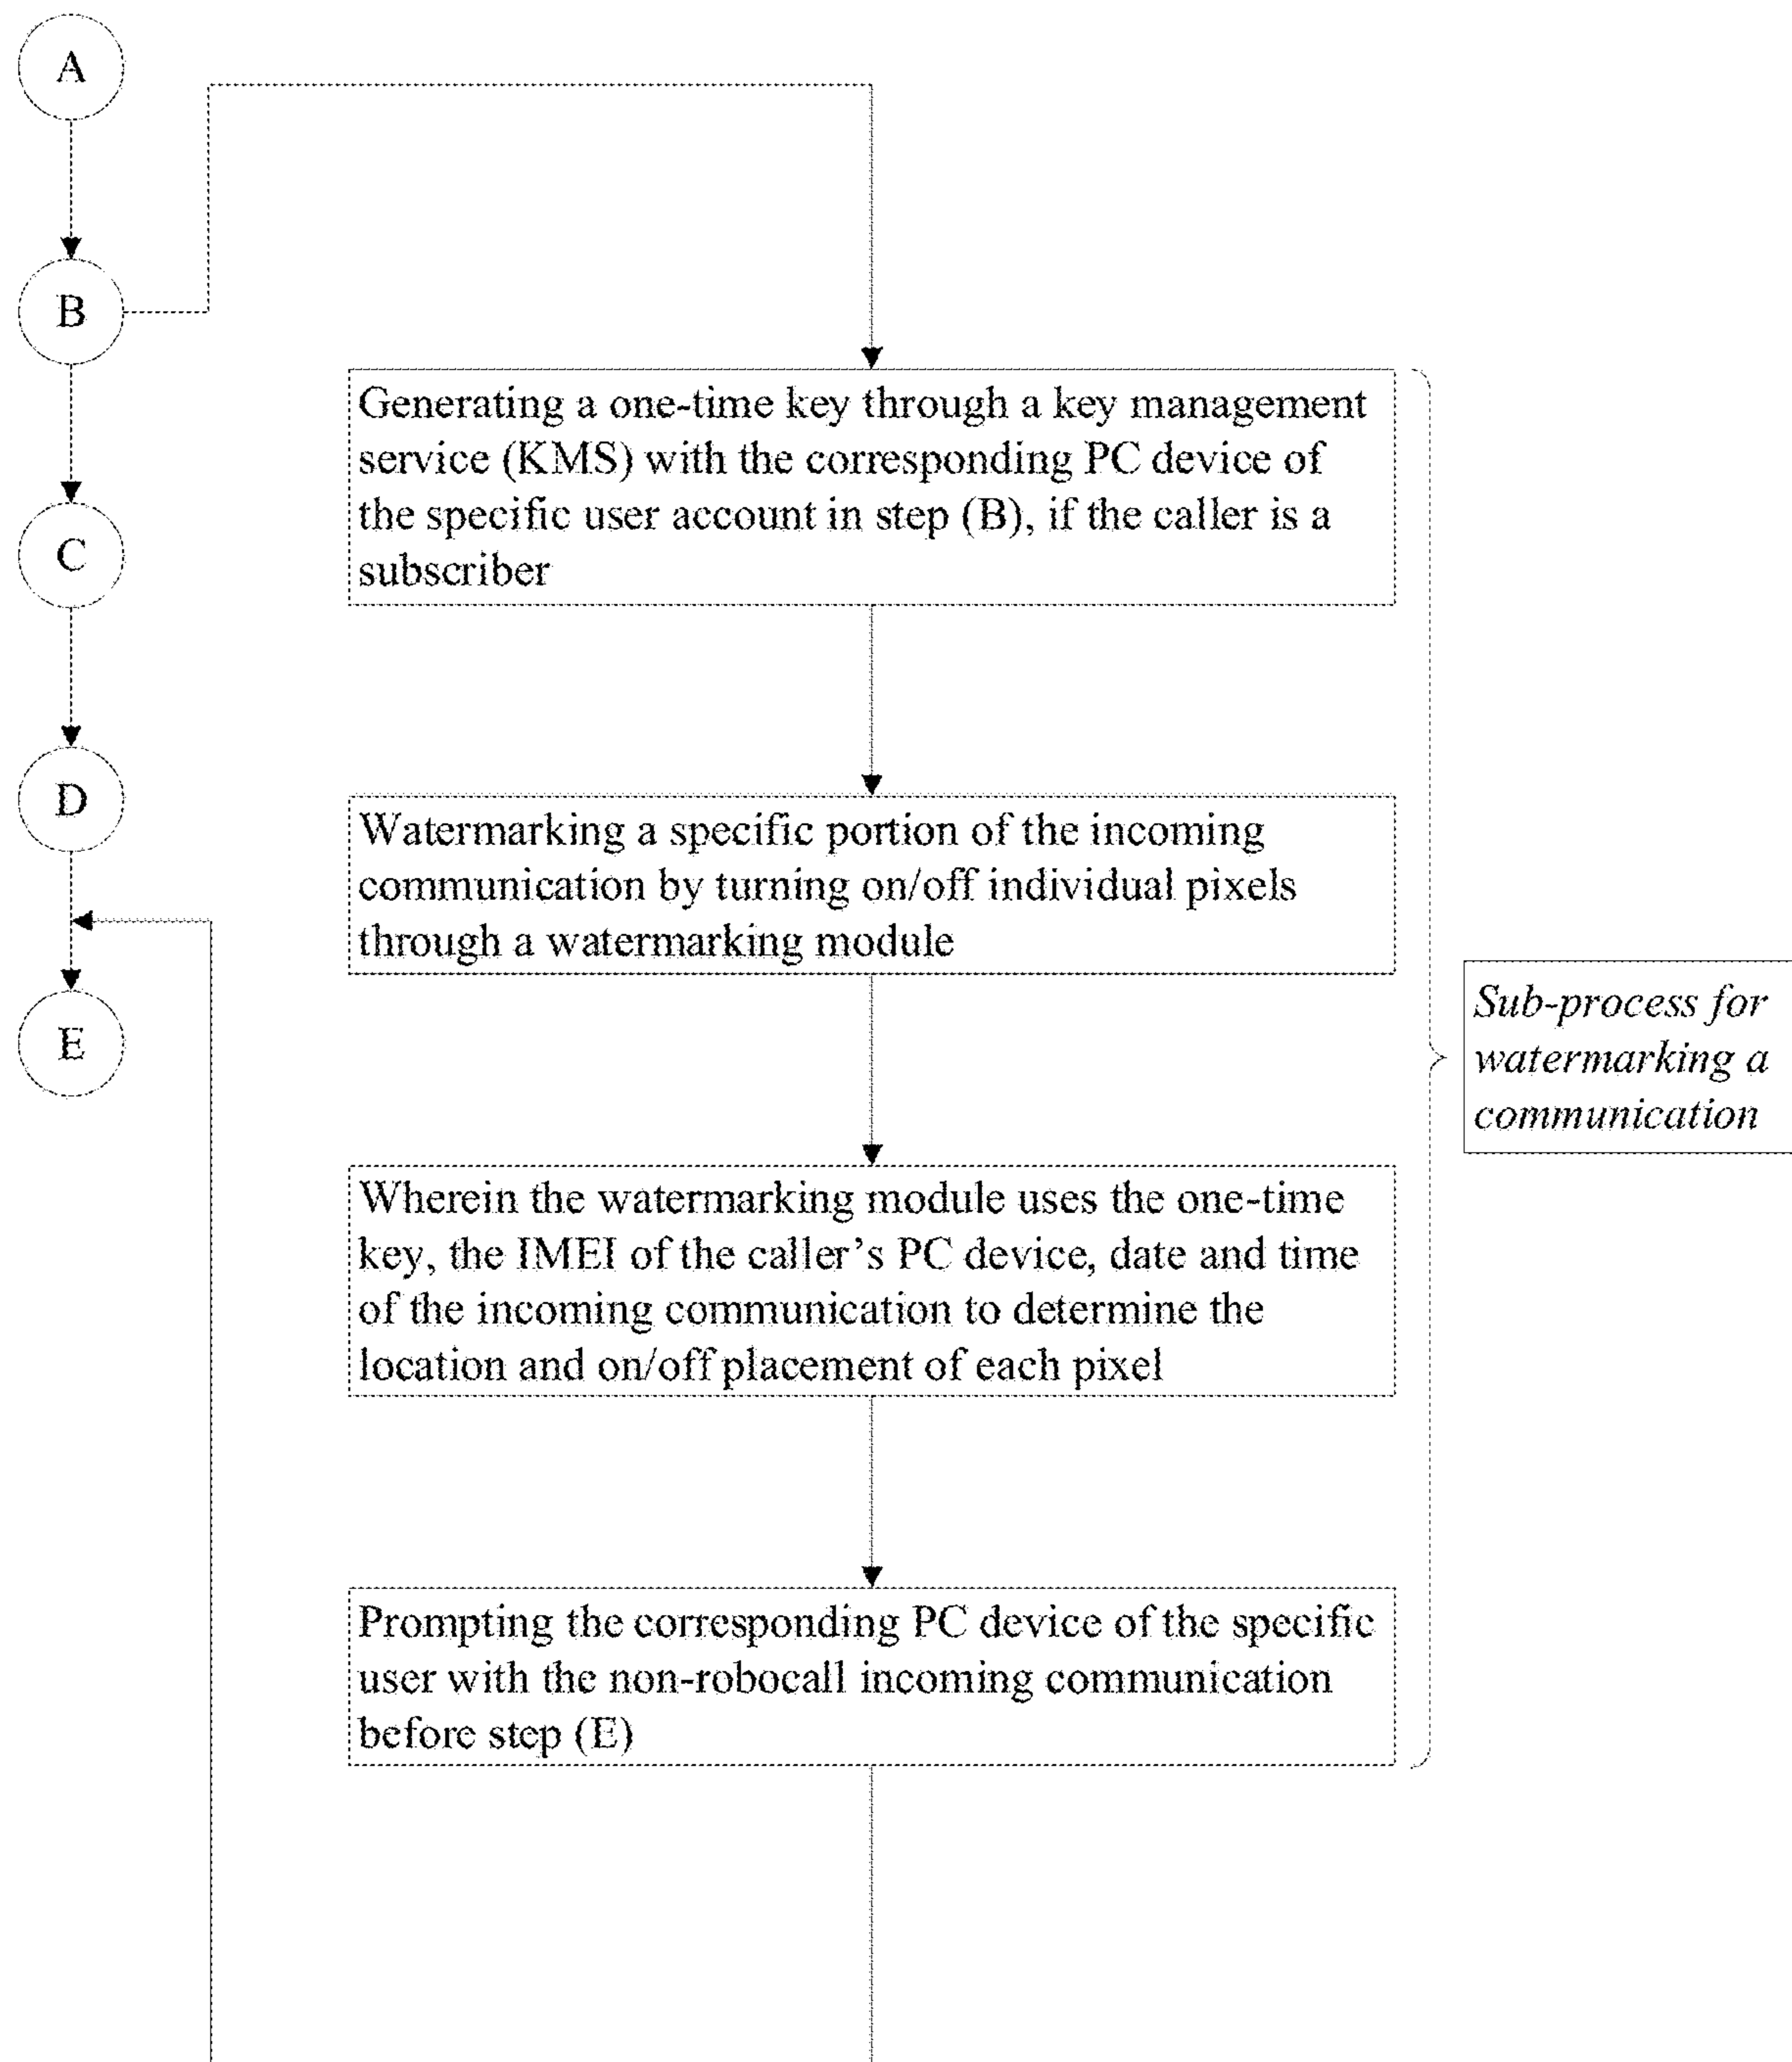 A
B
C
D
E
Generating a one-time key through a key management
service (KMS) with the corresponding PC device of
the specific user account in step (B), if the caller is a
subscriber
Watermarking a specific portion of the incoming
communication by turning on/off individual pixels
through a watermarking module
Wherein the watermarking module uses the one-time
key, the IMEI of the caller’s PC device, date and time
of the incoming communication to determine the
location and on/off placement of each pixel
Prompting the corresponding PC device of the specific
user with the non-robocall incoming communication
before step (E)
Sub-process for
watermarking a
communication